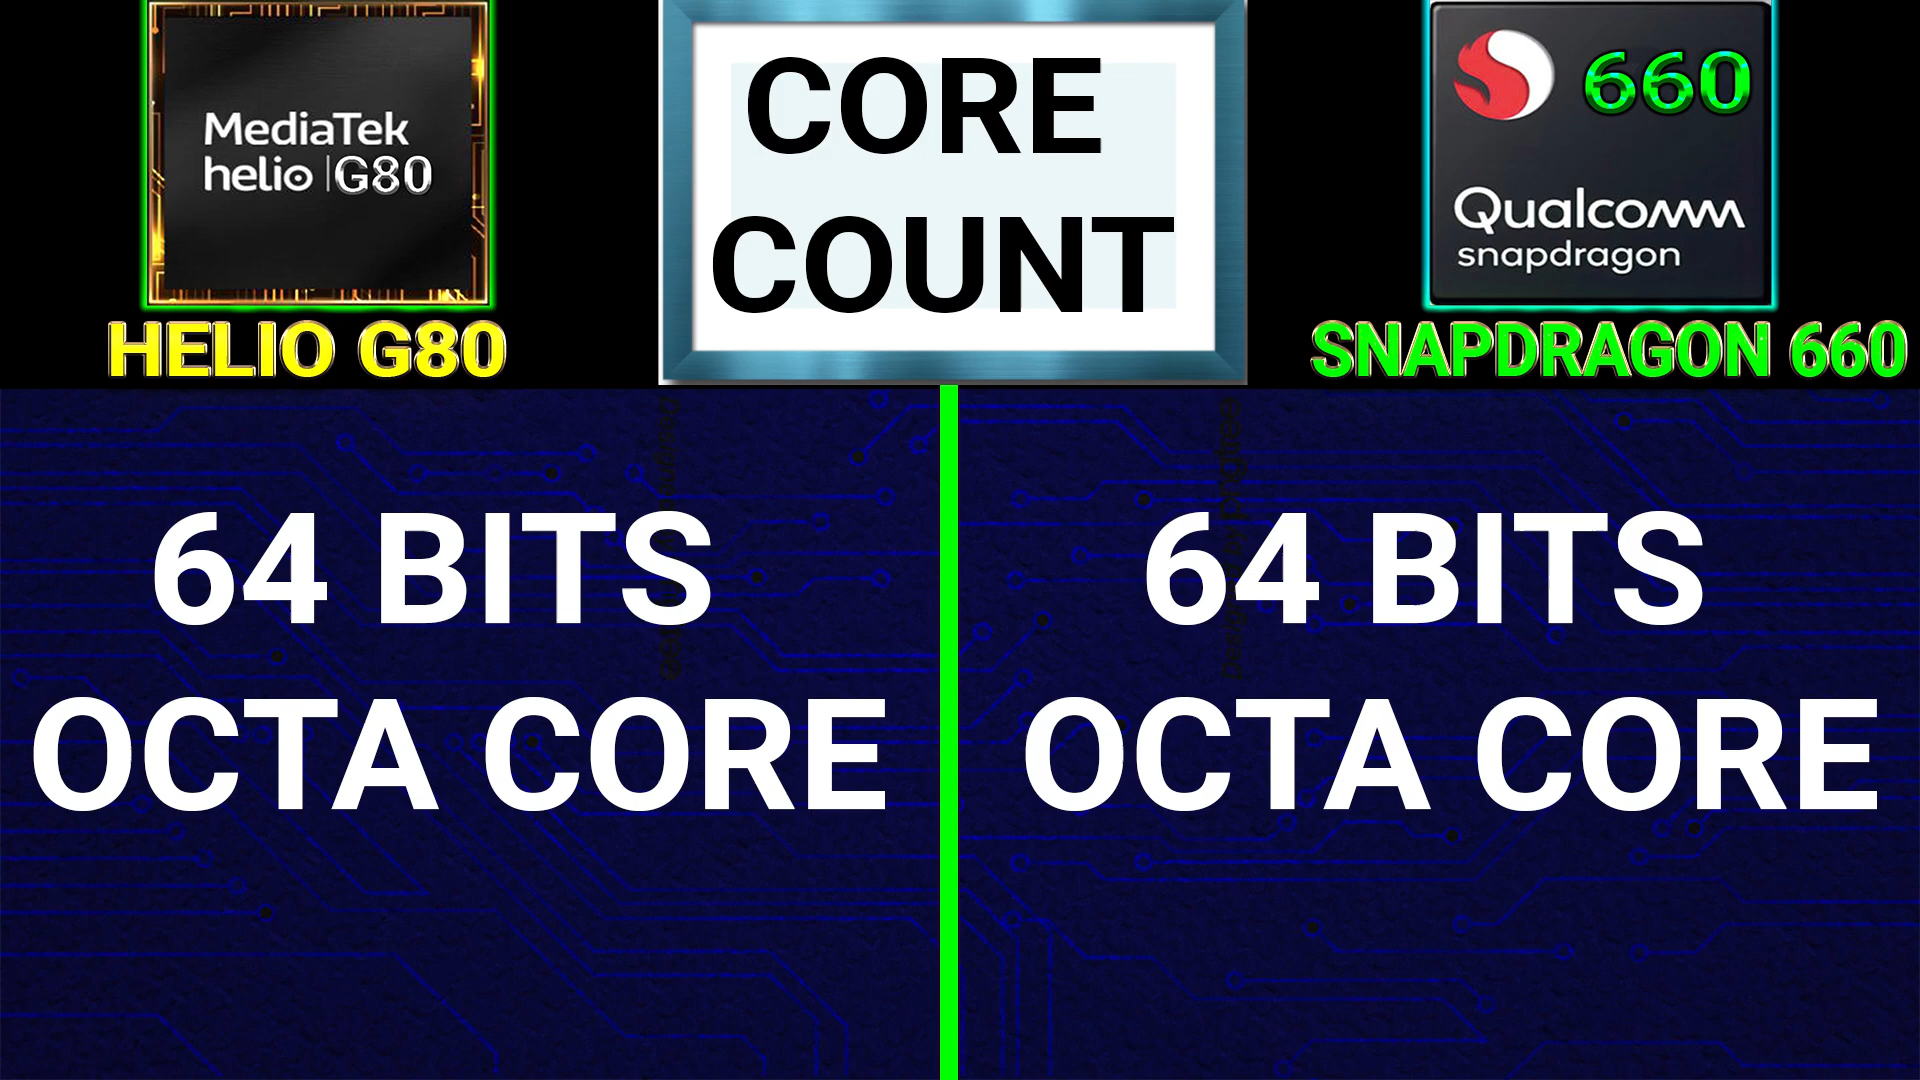 MediaTek
helio G80
HELIO G80
CORE
COUNT
660
Qualcomm
snapdragon
SNAPDRAGON 660
64 BITS
OCTA CORE
64 BITS
OCTA CORE